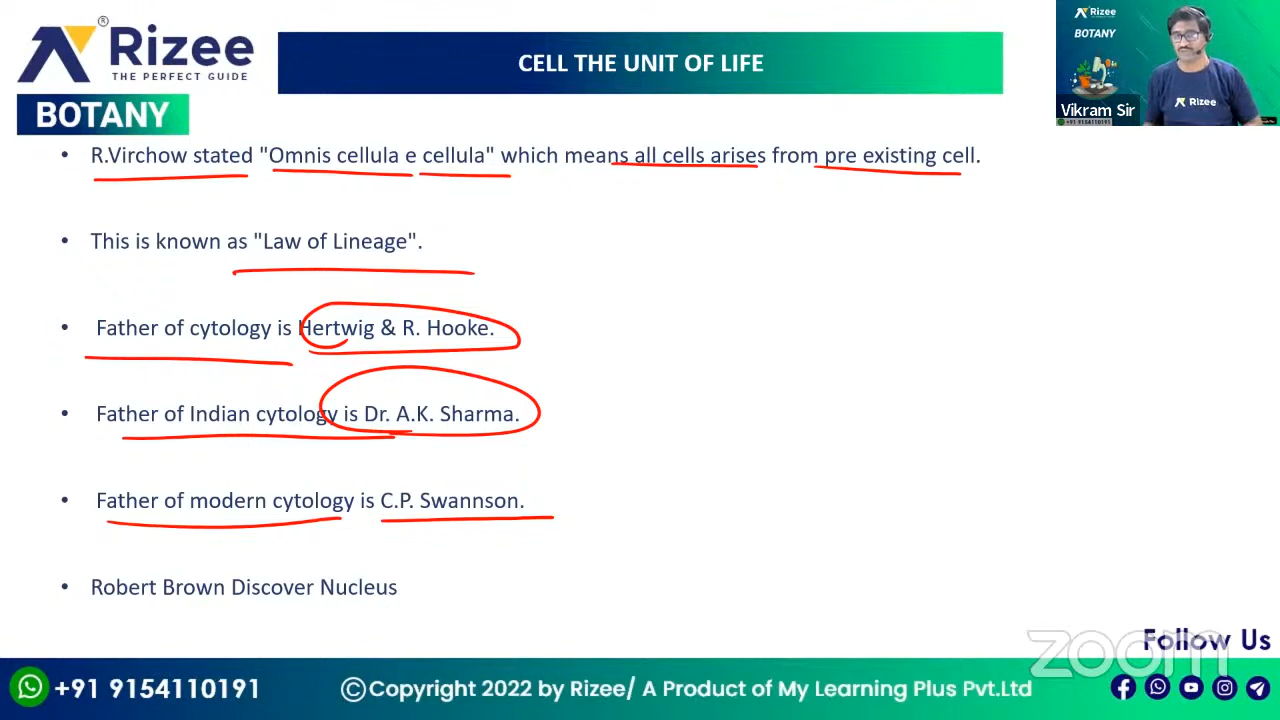 Rizee®
THE PERFECT GUIDE
BOTANY
CELL THE UNIT OF LIFE
Rizee
BOTANY
Rizee
Vikram Sir
+91 9154110191
• R.Virchow stated "Omnis cellula e cellula" which means all cells arises from pre existing cell.
• This is known as "Law of Lineage".
• Father of cytology is Hertwig & R. Hooke.
• Father of Indian cytology is Dr. A.K. Sharma.
• Father of modern cytology is C.P. Swannson.
• Robert Brown Discover Nucleus
Follow Us
zoom
+91 9154110191
©Copyright 2022 by Rizee/ A Product of My Learning Plus Pvt.Ltd